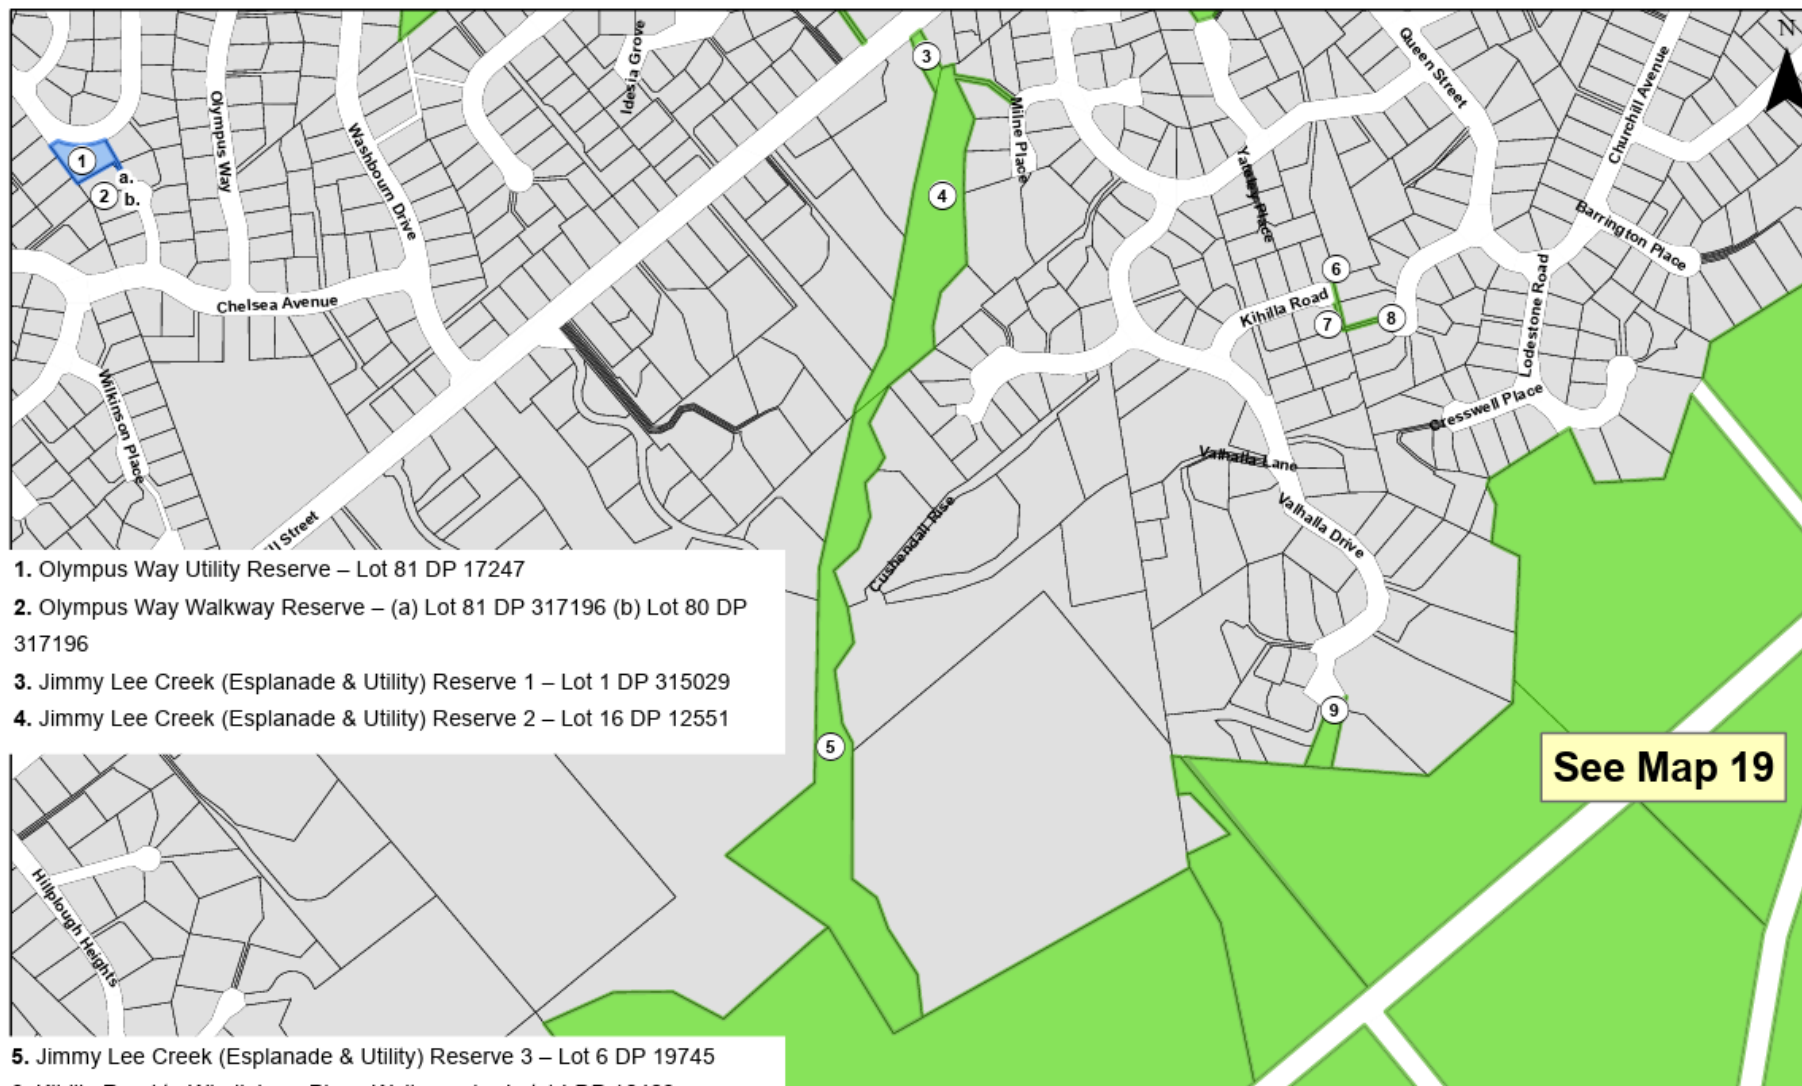 N
Idesia Grove
Queen Street
Churchill Avenue
3
Olympus Way
Milne Place
Washbourn Drive
1
a.
2
b.
4
Yateley Place
Barrington Place
6
Kihilla Road
7
8
Lodestone Road
Chelsea Avenue
Wilkinson Place
Cresswell Place
Valhalla Lane
Valhalla Drive
Cushendall Rise
ll Street
1. Olympus Way Utility Reserve – Lot 81 DP 17247
2. Olympus Way Walkway Reserve – (a) Lot 81 DP 317196 (b) Lot 80 DP
317196
3. Jimmy Lee Creek (Esplanade & Utility) Reserve 1 – Lot 1 DP 315029
4. Jimmy Lee Creek (Esplanade & Utility) Reserve 2 – Lot 16 DP 12551
9
5
See Map 19
Hillplough Heights
5. Jimmy Lee Creek (Esplanade & Utility) Reserve 3 – Lot 6 DP 19745